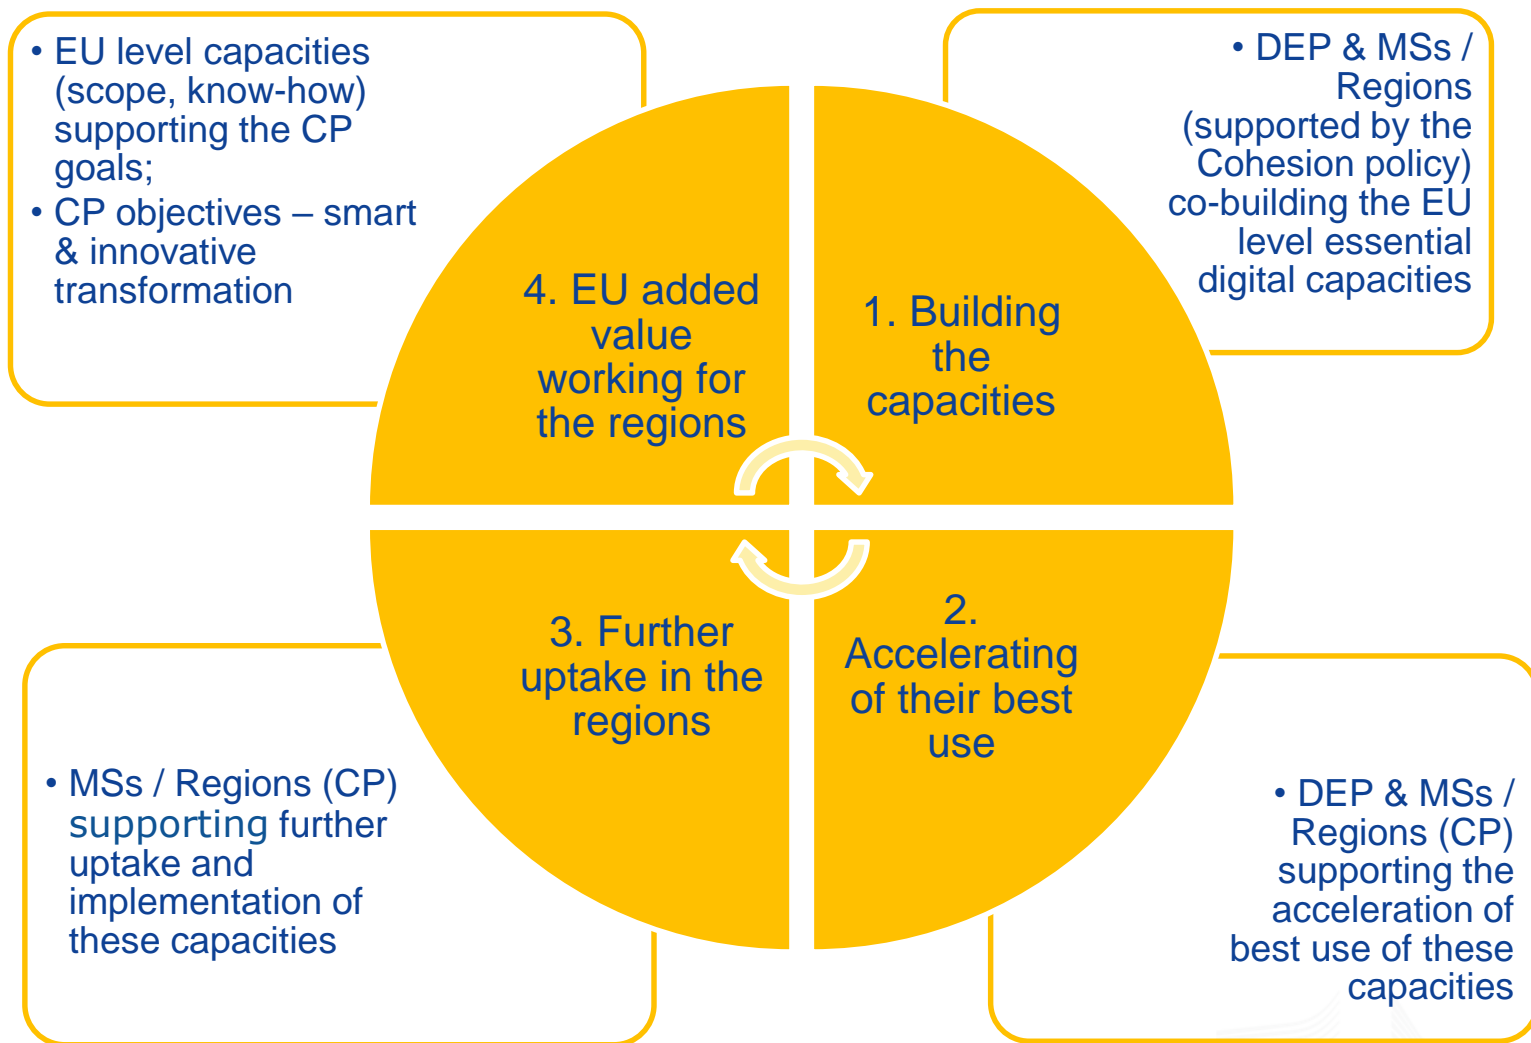 • EU level capacities
(scope, know-how)
supporting the CP
goals;
• CP objectives – smart
& innovative
transformation
• DEP & MSs /
Regions
(supported by the
Cohesion policy)
co-building the EU
level essential
digital capacities
4. EU added
value
working for
the regions
1. Building
the
capacities
3. Further
uptake in the
regions
2.
Accelerating
of their best
use
• MSs / Regions (CP)
supporting further
uptake and
implementation of
these capacities
• DEP & MSs /
Regions (CP)
supporting the
acceleration of
best use of these
capacities